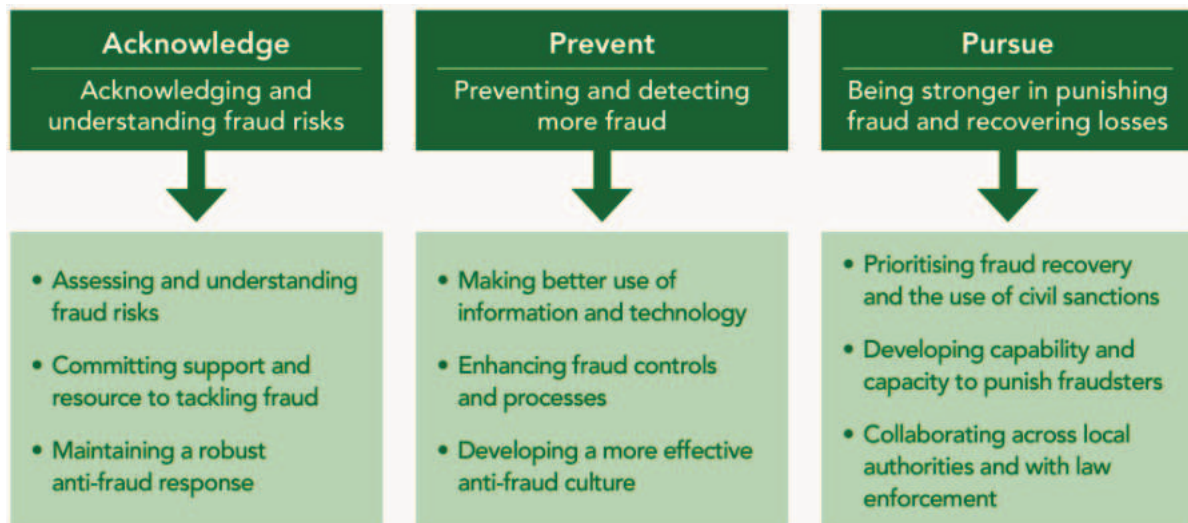 Acknowledge
Acknowledging and
understanding fraud risks
• Assessing and understanding
fraud risks
• Committing support and
resource to tackling fraud
• Maintaining a robust
anti-fraud response
Prevent
Preventing and detecting
more fraud
• Making better use of
information and technology
• Enhancing fraud controls
and processes
• Developing a more effective
anti-fraud culture
Pursue
Being stronger in punishing
fraud and recovering losses
• Prioritising fraud recovery
and the use of civil sanctions
• Developing capability and
capacity to punish fraudsters
• Collaborating across local
authorities and with law
enforcement